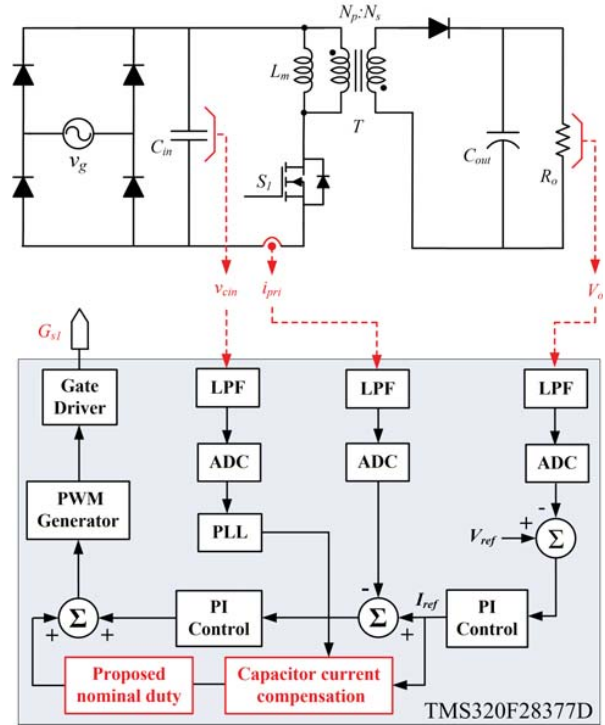 Np:Ns
Lm
T
vg
Cin
S1
Cout
Ro
vcin
ipri
Vo
Gs1
Gate
Driver
LPF
LPF
LPF
ADC
ADC
ADC
PWM
Generator
PLL
-
+
Vref
Σ
-
Σ
+
Iref
PI
Control
PI
Control
Σ
+
+
Proposed
nominal duty
Capacitor current
compensation
TMS320F28377D